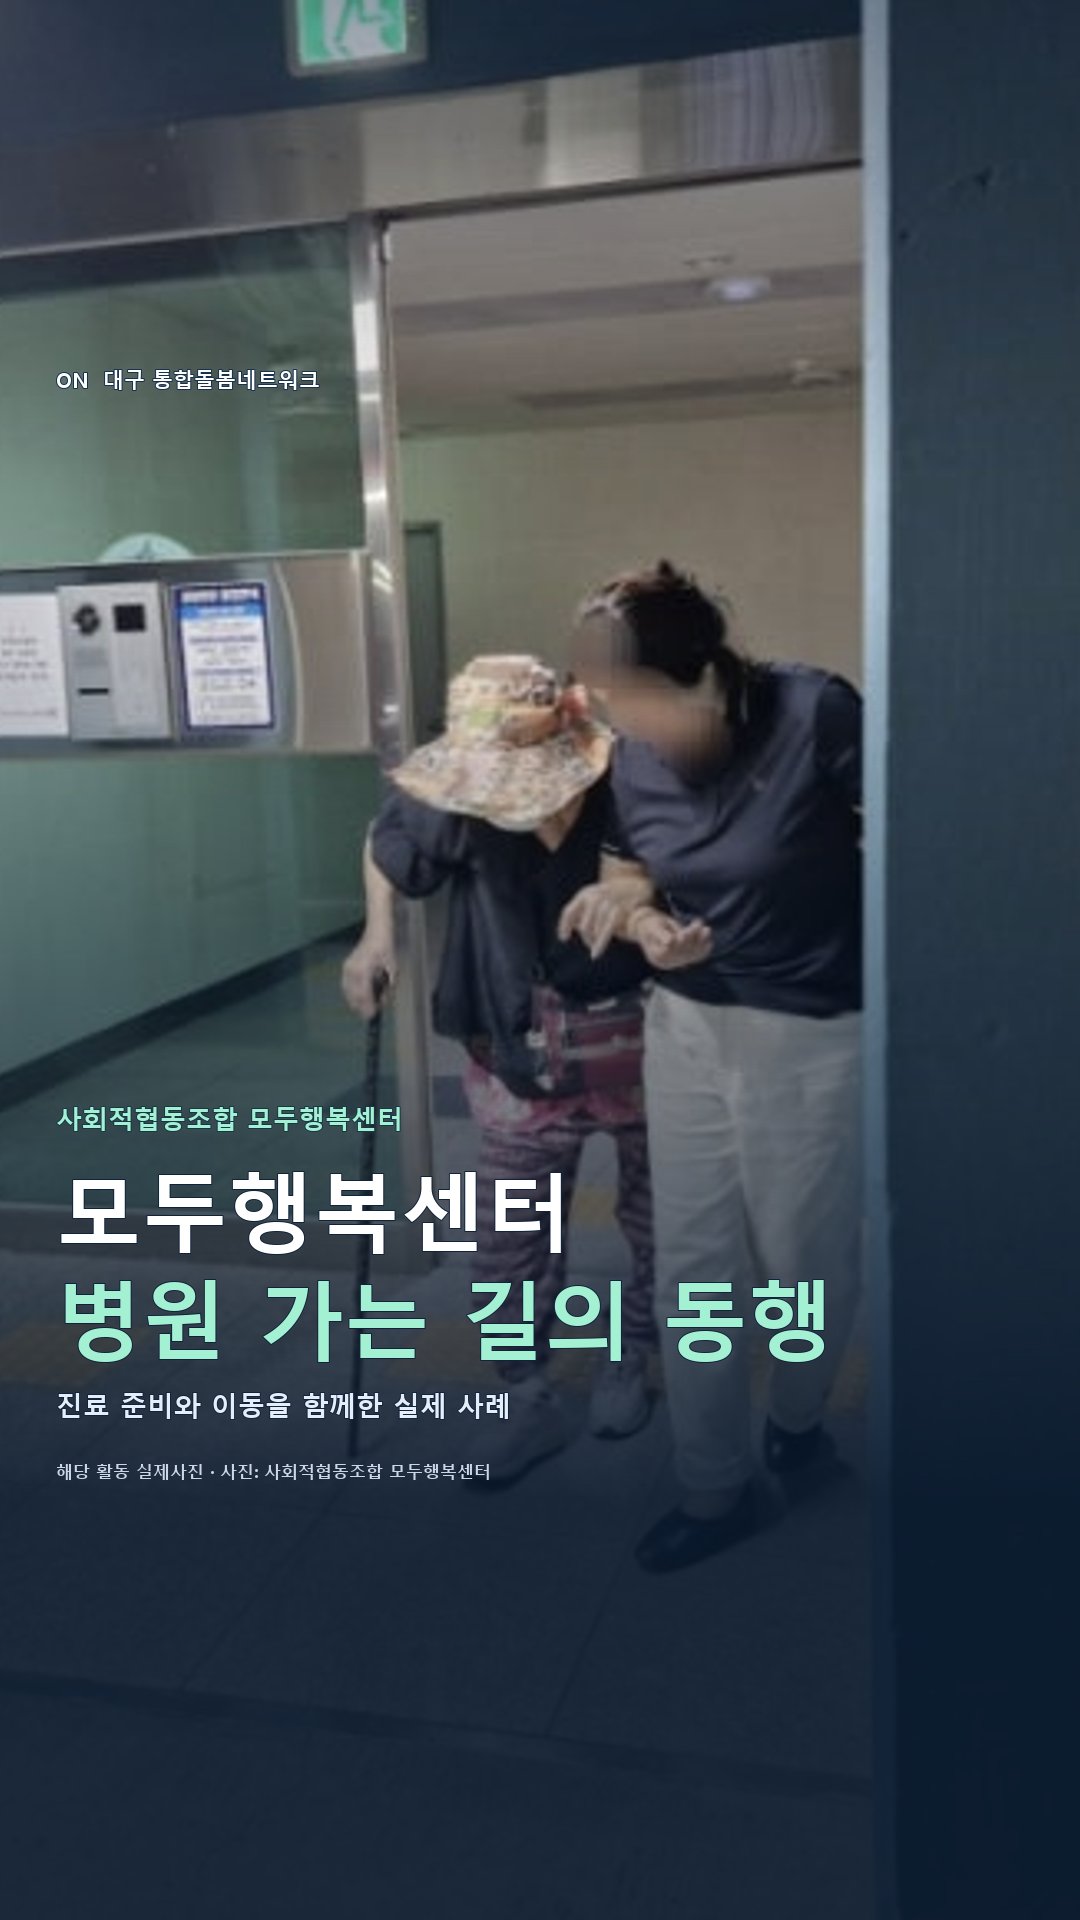 ON 대구 통합돌봄네트워크
사회적협동조합 모두행복센터
모두행복센터
병원 가는 길의 동행
진료 준비와 이동을 함께한 실제 사례
해당 활동 실제사진 · 사진: 사회적협동조합 모두행복센터